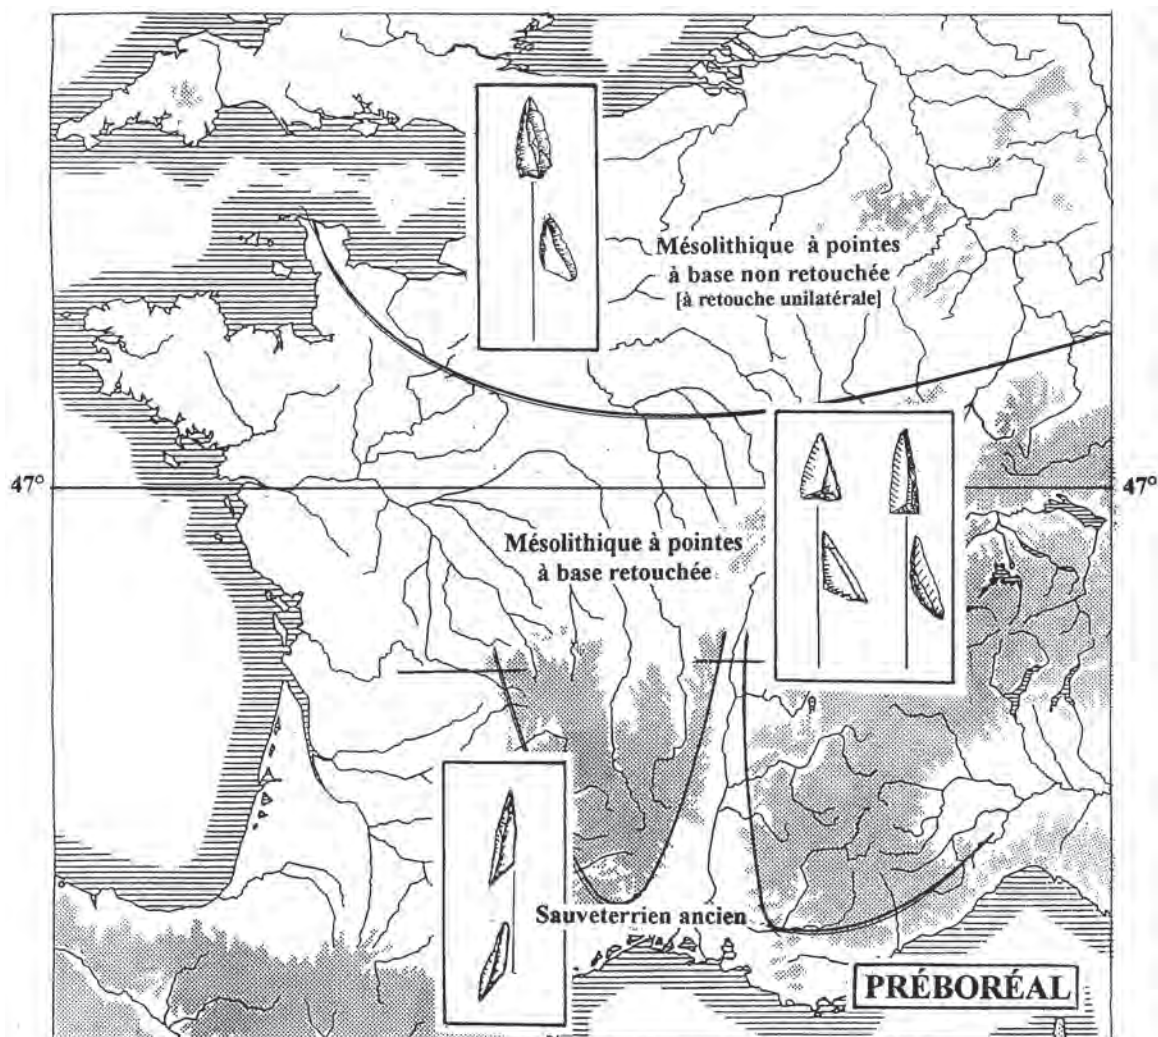 Mésolithique à pointes
à base non retouchée
[à retouche unilatérale]
47°
47°
Mésolithique à pointes
à base retouchée
Sauveterrien ancien
PRÉBORÉAL